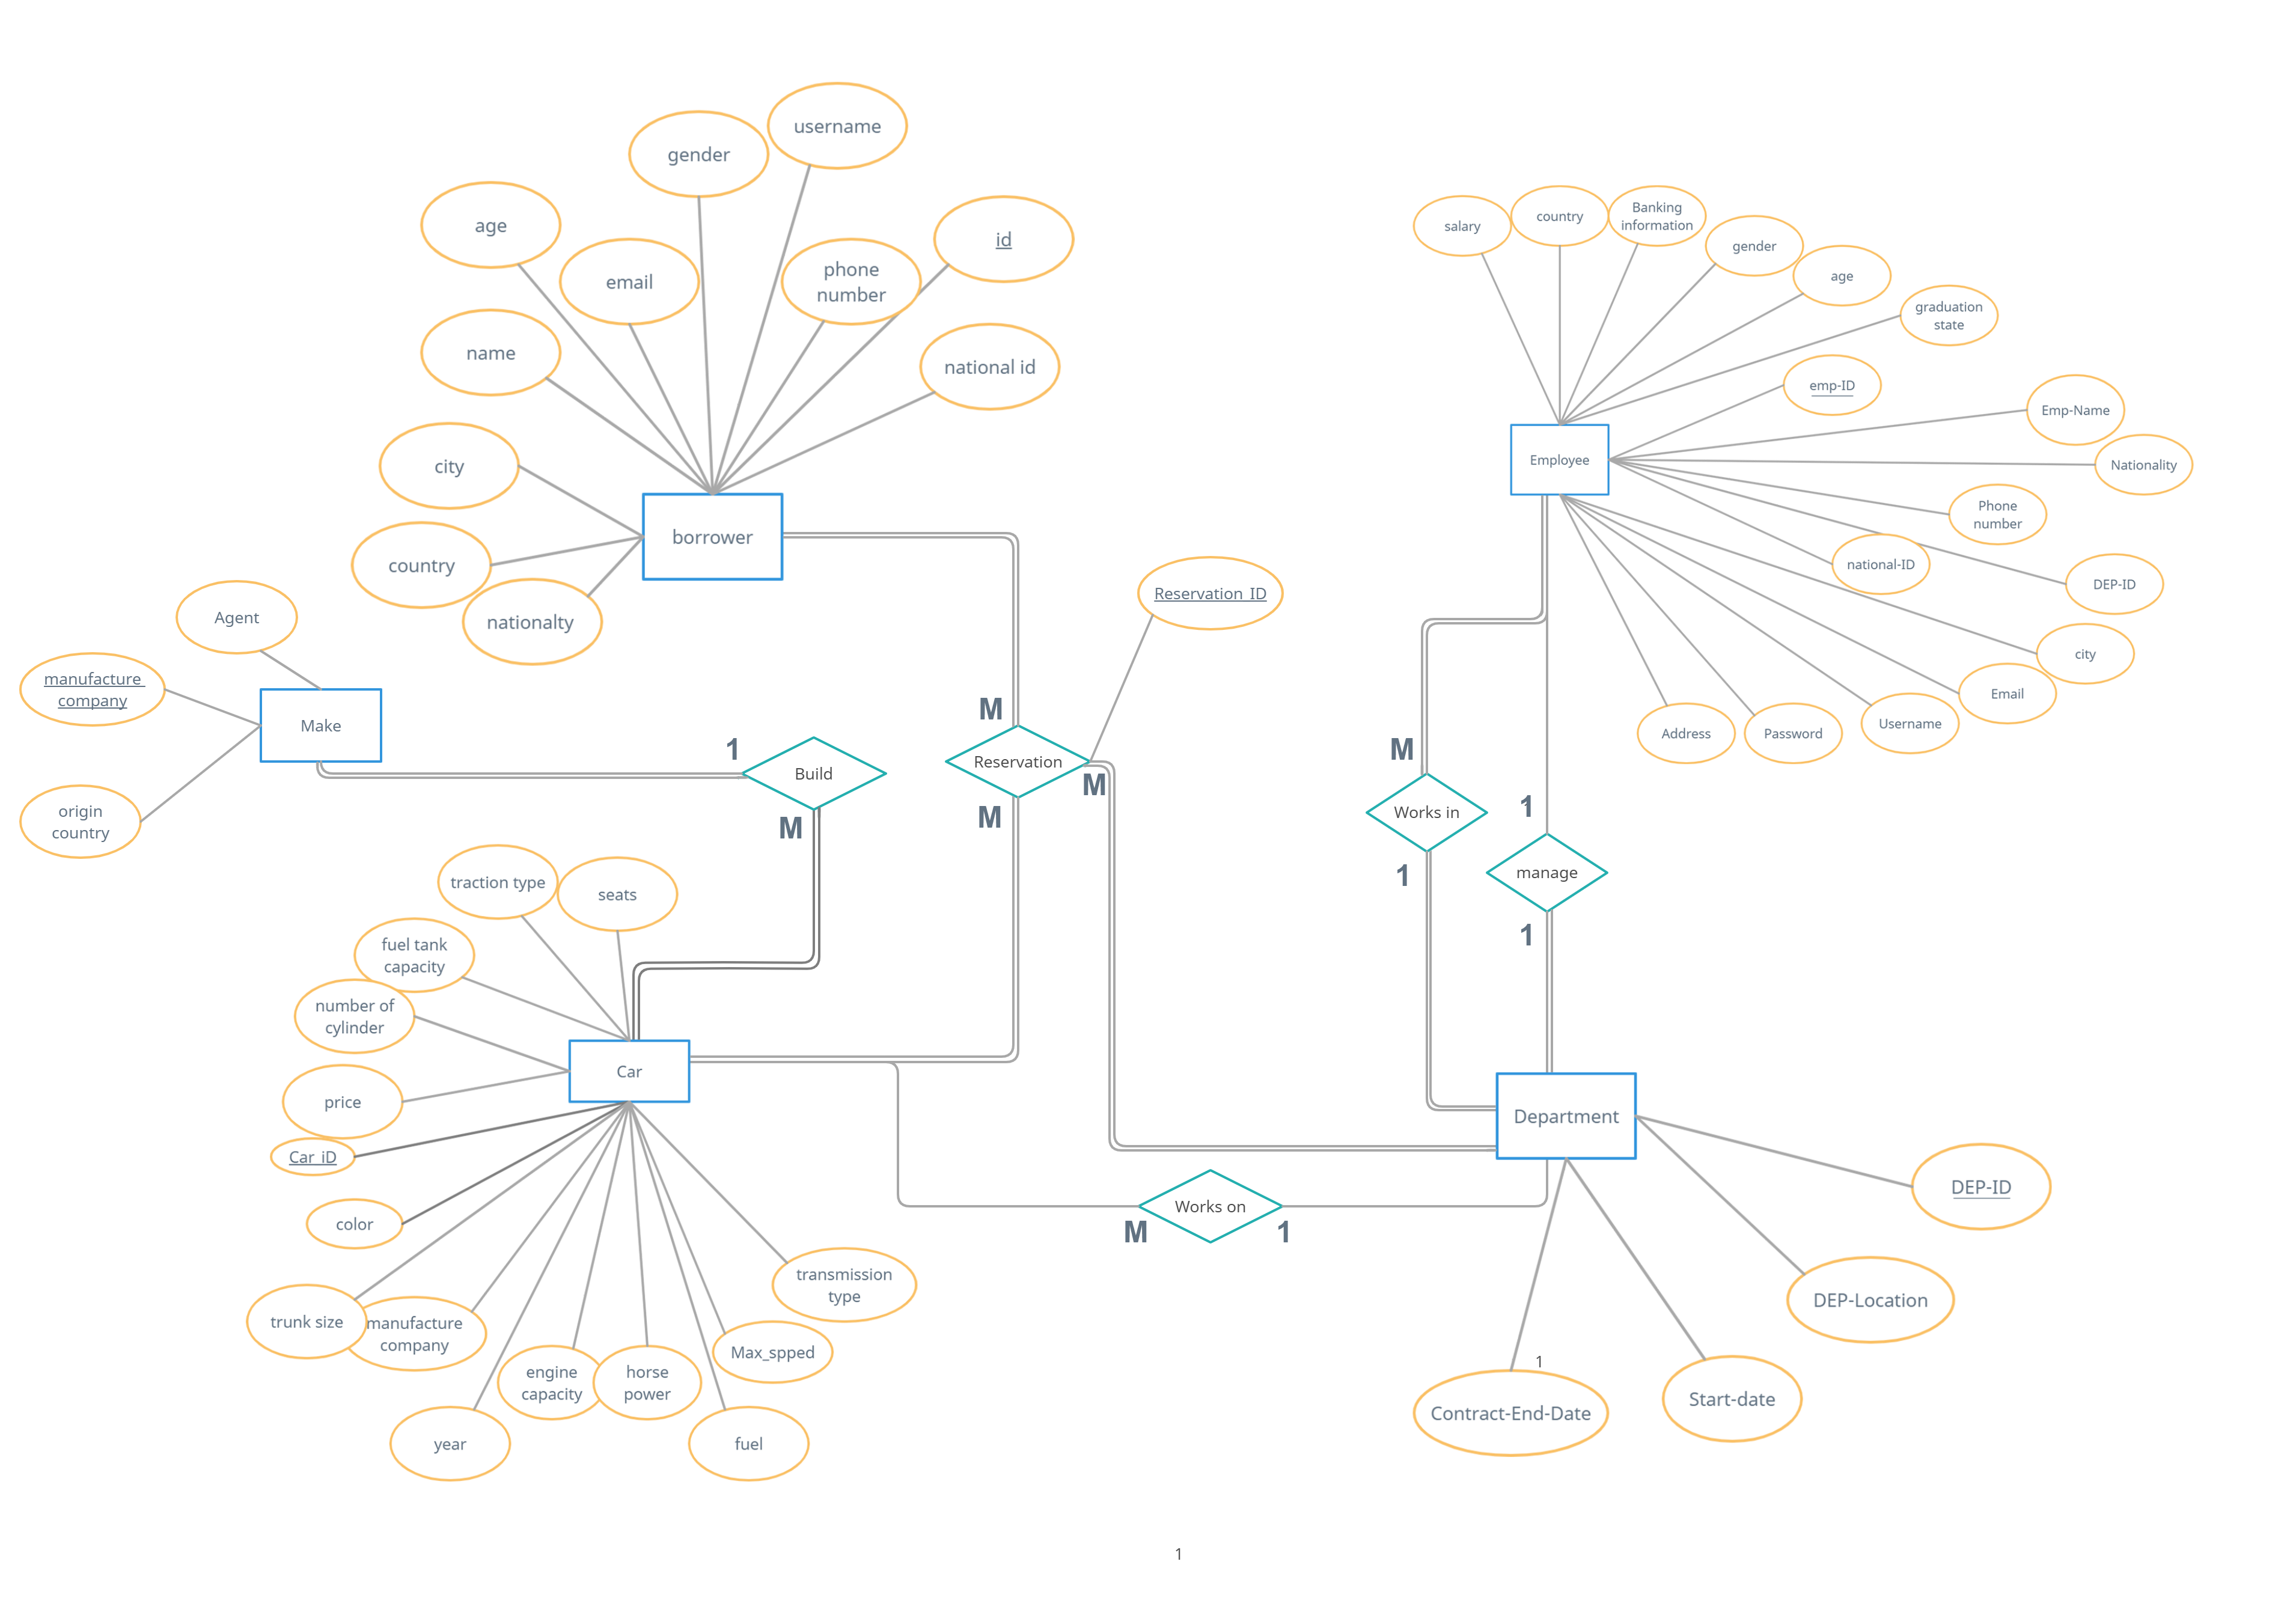 username
gender
age
id
email
phone
number
name
national id
city
borrower
country
nationalty
salary
country
Banking
information
gender
age
graduation
state
emp-ID
Emp-Name
Employee
Nationality
Phone
number
national-ID
DEP-ID
city
Email
Username
Password
Address
Reservation_ID
Agent
manufacture
company
Make
origin
country
1
Build
M
M
Reservation
M
M
M
Works in
1
1
manage
1
traction type
seats
fuel tank
capacity
number of
cylinder
Car
price
Car_iD
color
trunk size
manufacture
company
transmission
type
Max_spped
engine
capacity
horse
power
year
fuel
Works on
M
1
Department
DEP-ID
DEP-Location
1
Start-date
Contract-End-Date
1